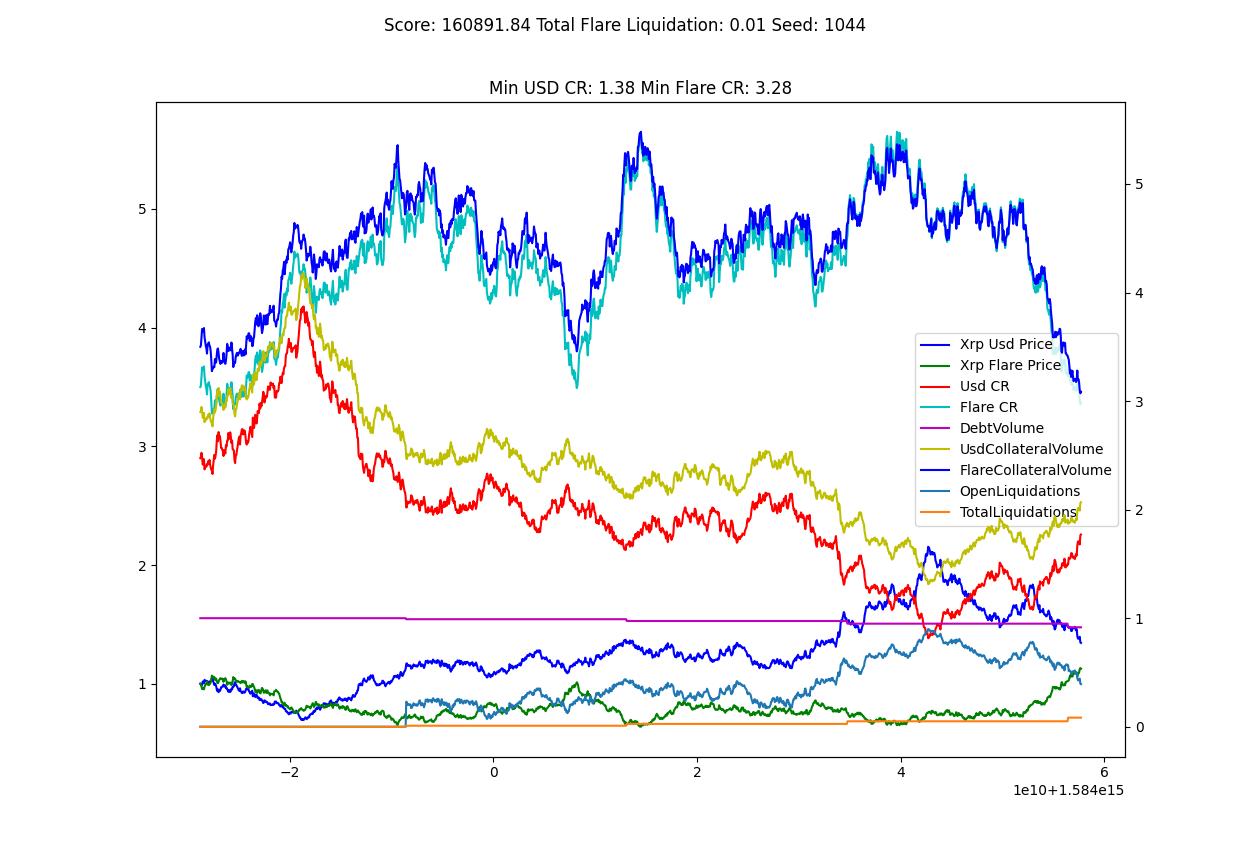 Score: 160891.84 Total Flare Liquidation: 0.01 Seed: 1044
Min USD CR: 1.38 Min Flare CR: 3.28
5
4
3
2
1
5
4
3
2
1
0
Xrp Usd Price
Xrp Flare Price
Usd CR
Flare CR
DebtVolume
UsdCollateralVolume
FlareCollateralVolume
OpenLiquidations
TotalLiquidations
−2
0
2
4
6
1e10+1.584e15